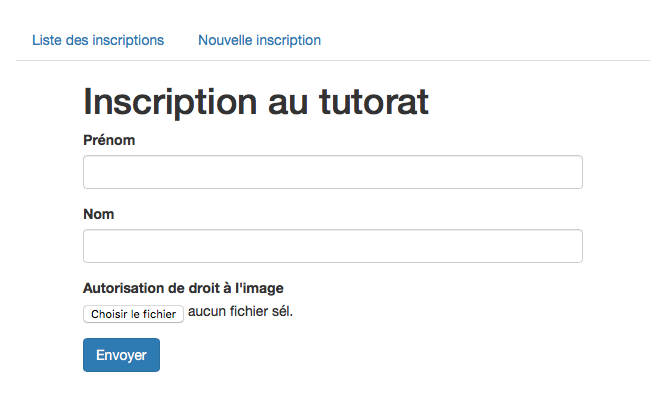 Liste des inscriptions Nouvelle inscription
Inscription au tutorat
Prénom
Nom
Autorisation de droit à l'image
Choisir le fichier aucun fichier sél.
Envoyer